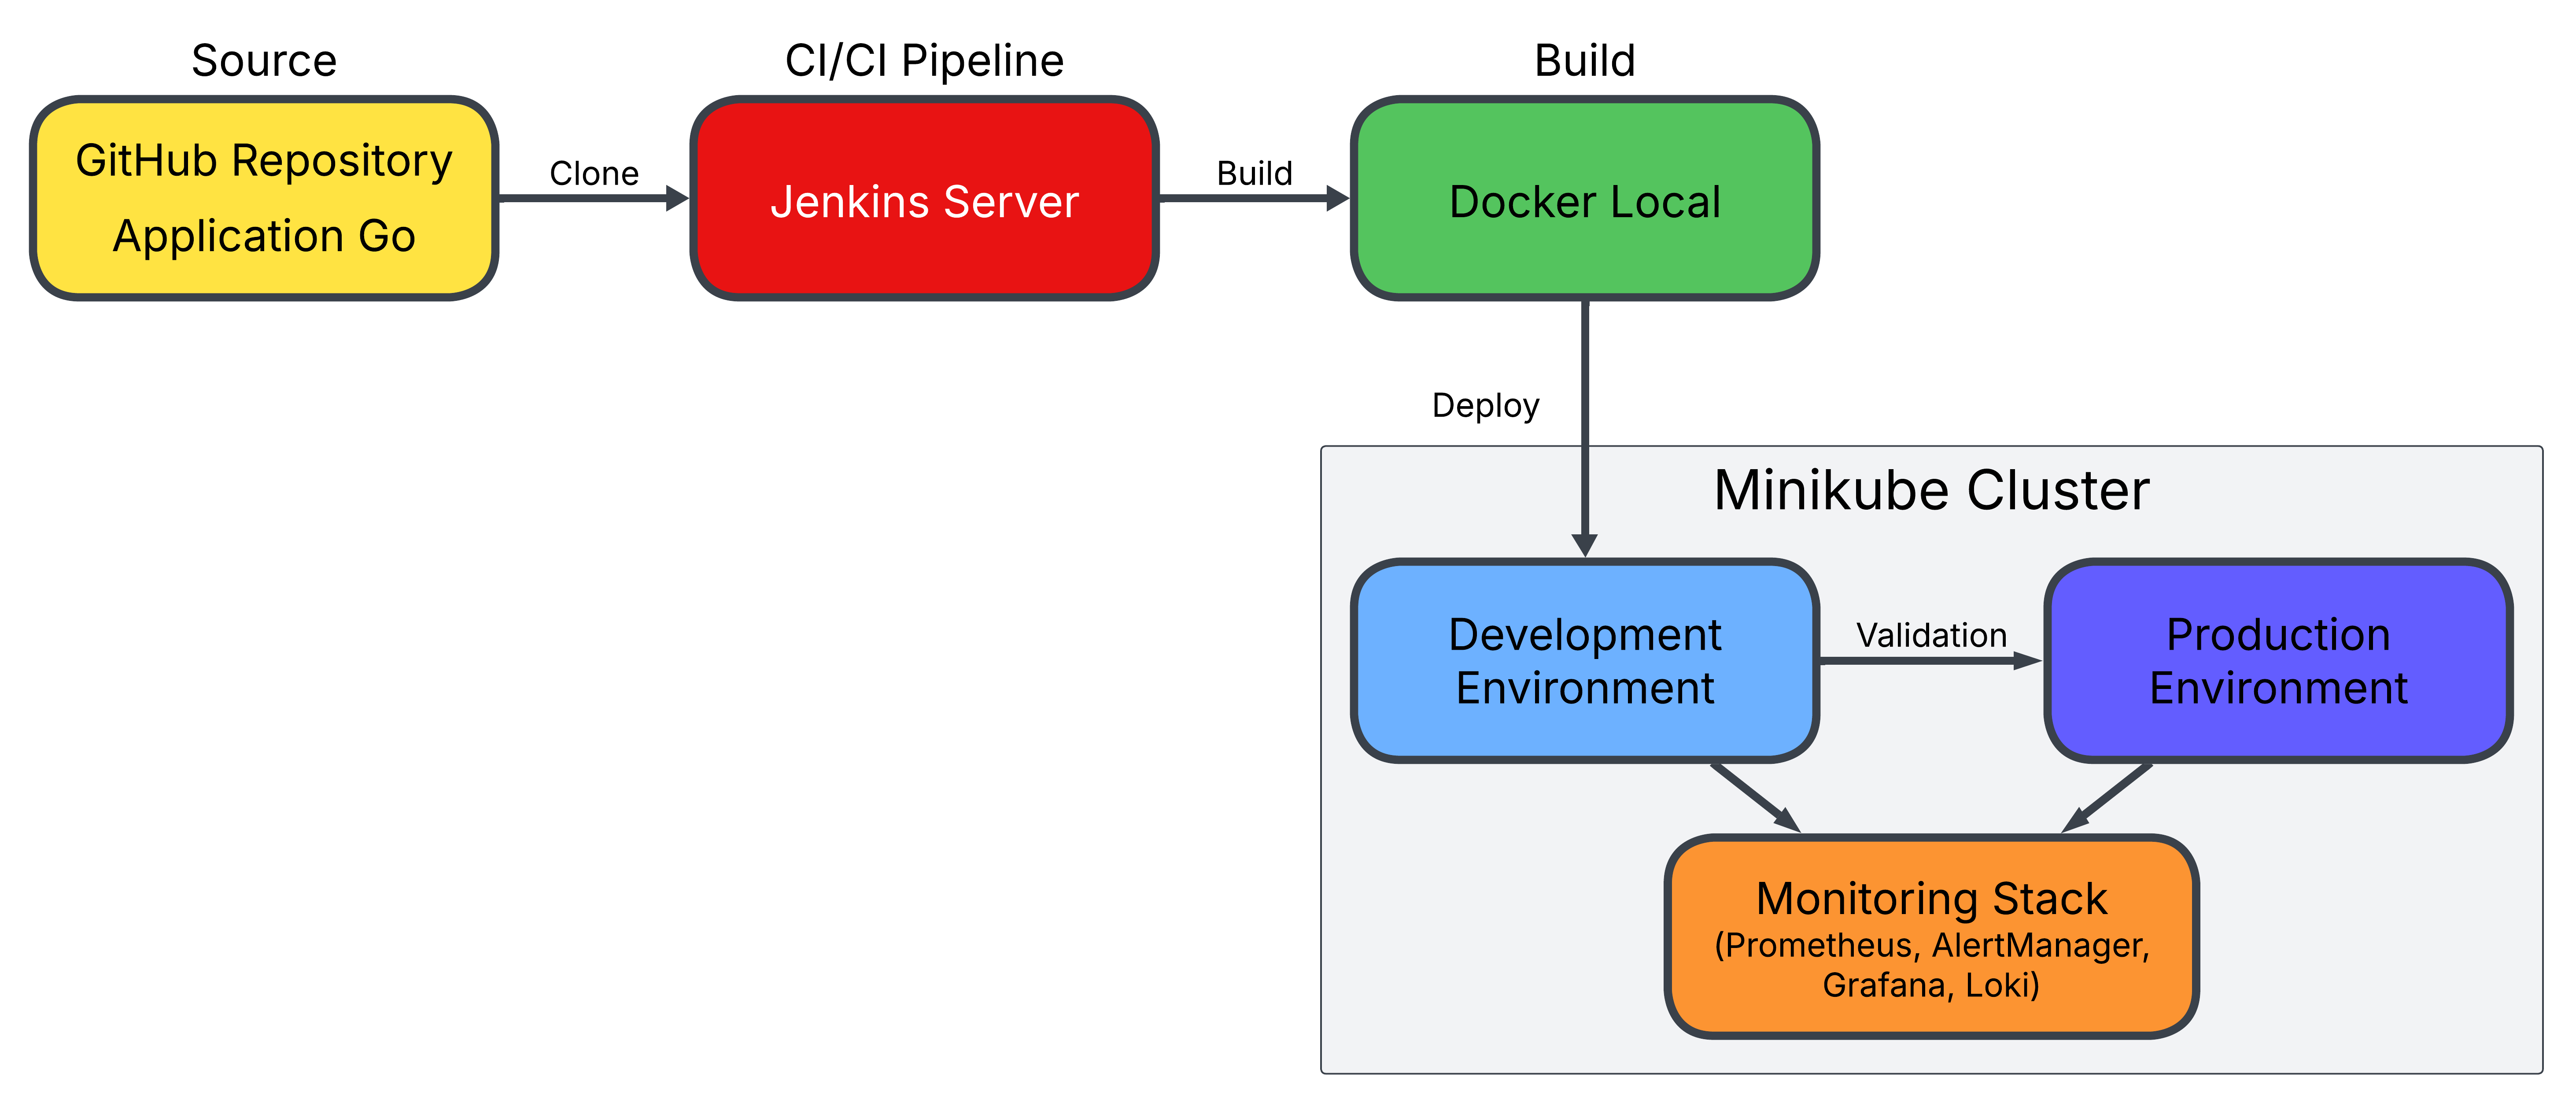 Source
CI/CI Pipeline
Build
GitHub Repository
Application Go
Clone
Jenkins Server
Build
Docker Local
Deploy
Minikube Cluster
Development
Environment
Validation
Production
Environment
Monitoring Stack
(Prometheus, AlertManager,
Grafana, Loki)